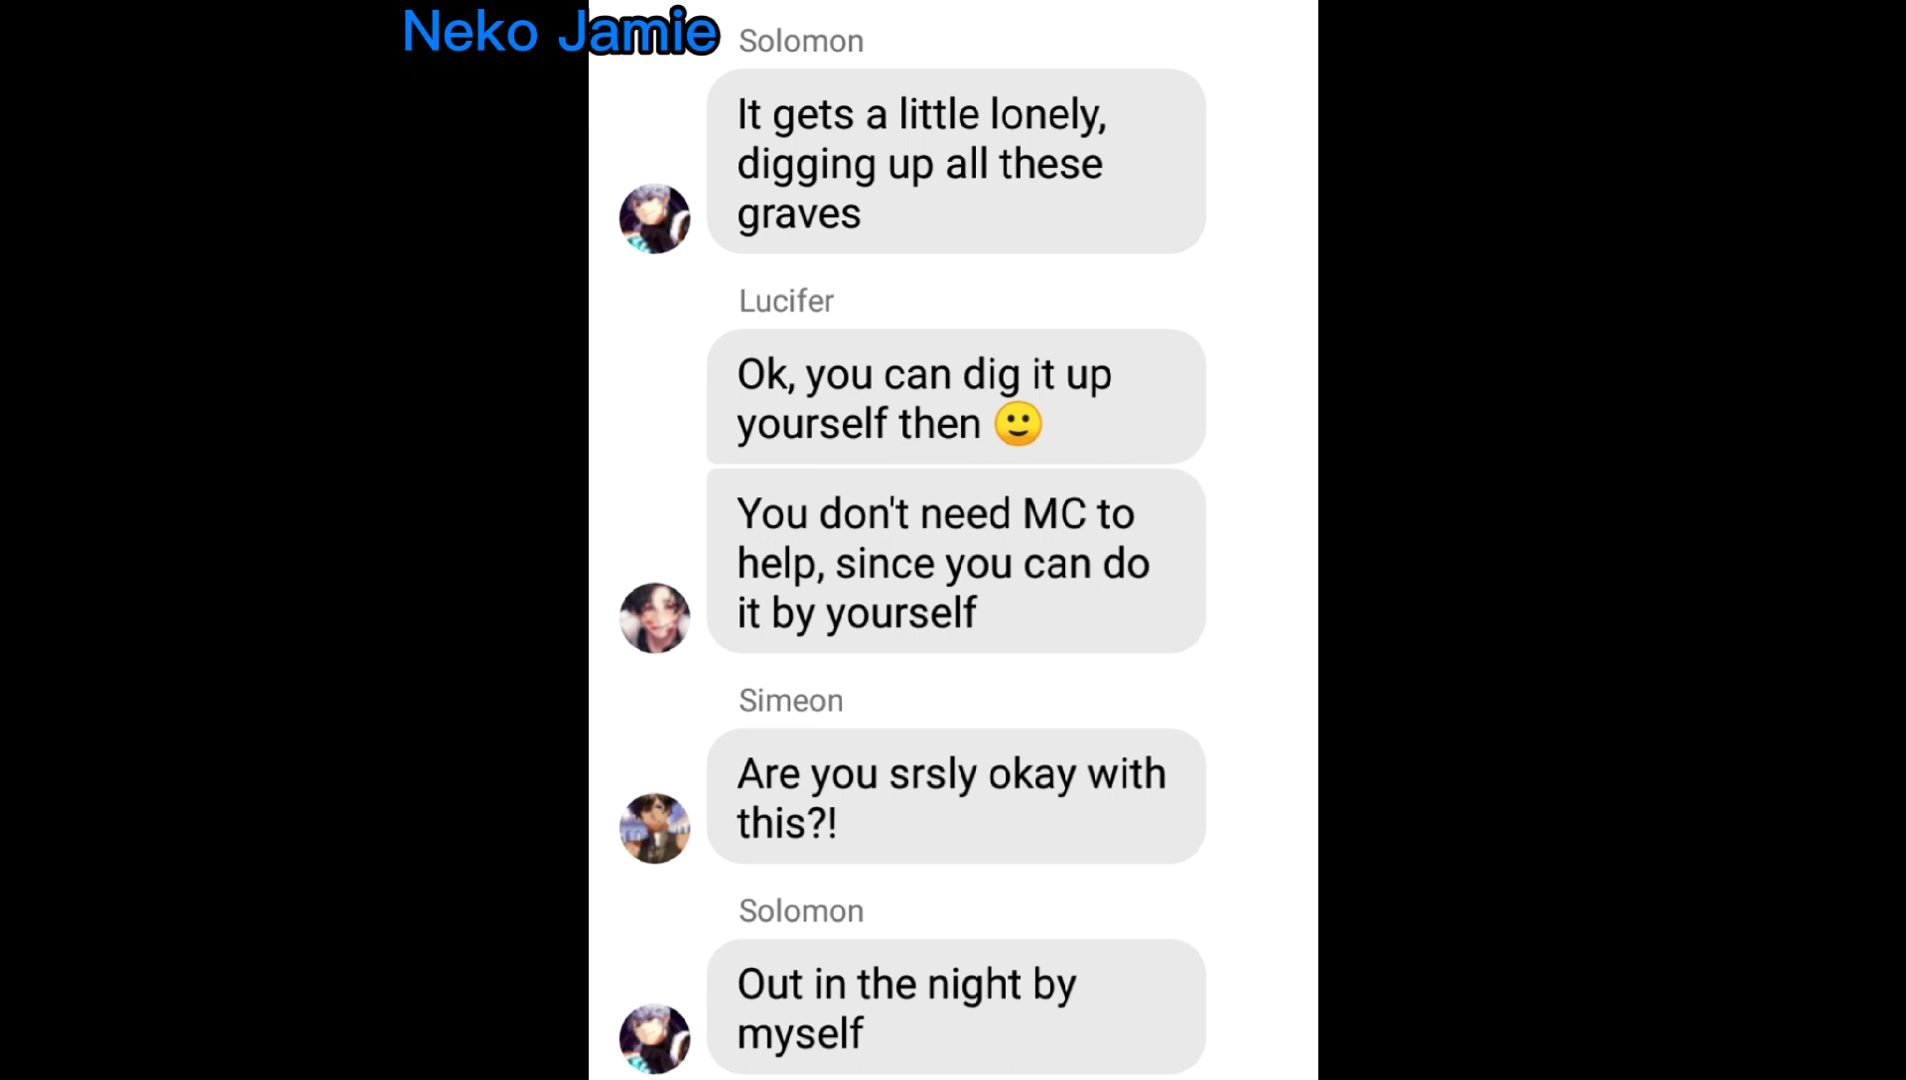 Neko Jamie
Solomon
It gets a little lonely,
digging up all these
graves
Lucifer
Ok, you can dig it up
yourself then 🙂
You don't need MC to
help, since you can do
it by yourself
Simeon
Are you srsly okay with
this?!
Solomon
Out in the night by
myself